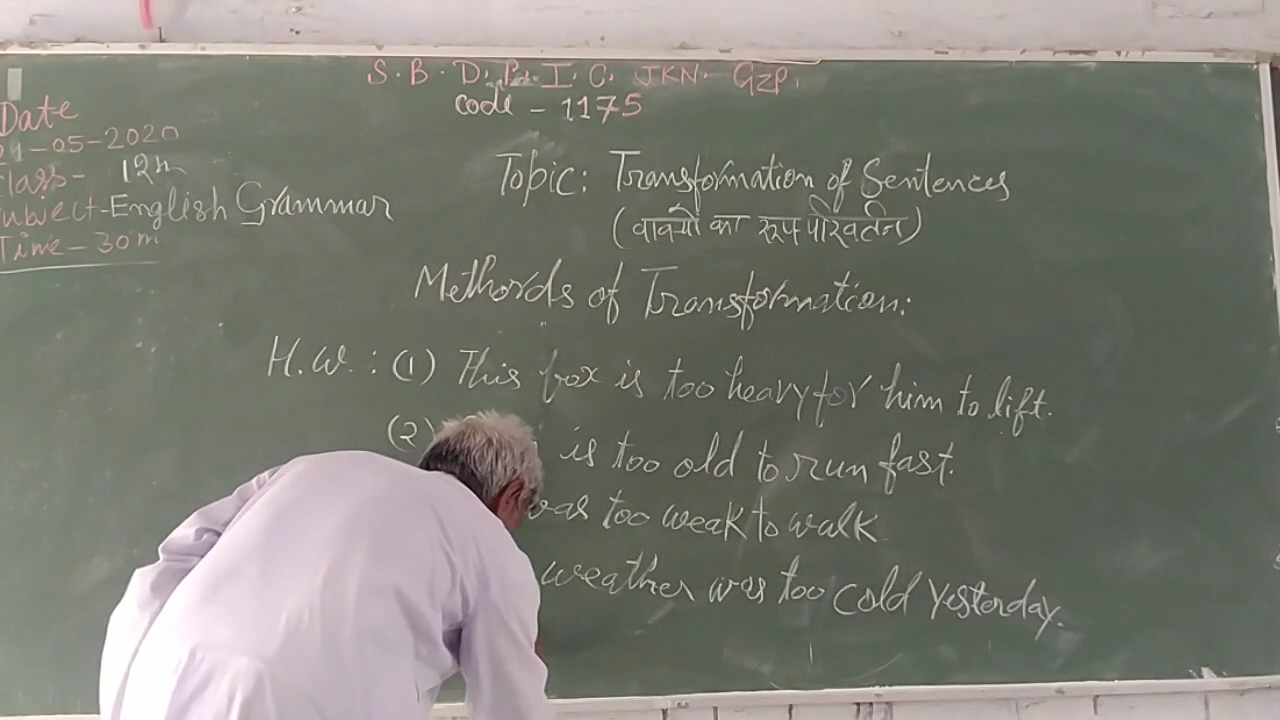 S. B. D. P. I. C. JKN. GZP.
code - 1175
Date
21-05-2020
Class- 12th
Subject-English Grammar
Time - 30m
Topic: Transformation of Sentences
(वाक्यों का रूप परिवर्तन)
Methords of Transformation:
H.W. : (1) This box is too heavy for him to lift.
(2) is too old to run fast.
was too weak to walk.
weather was too cold yesterday.